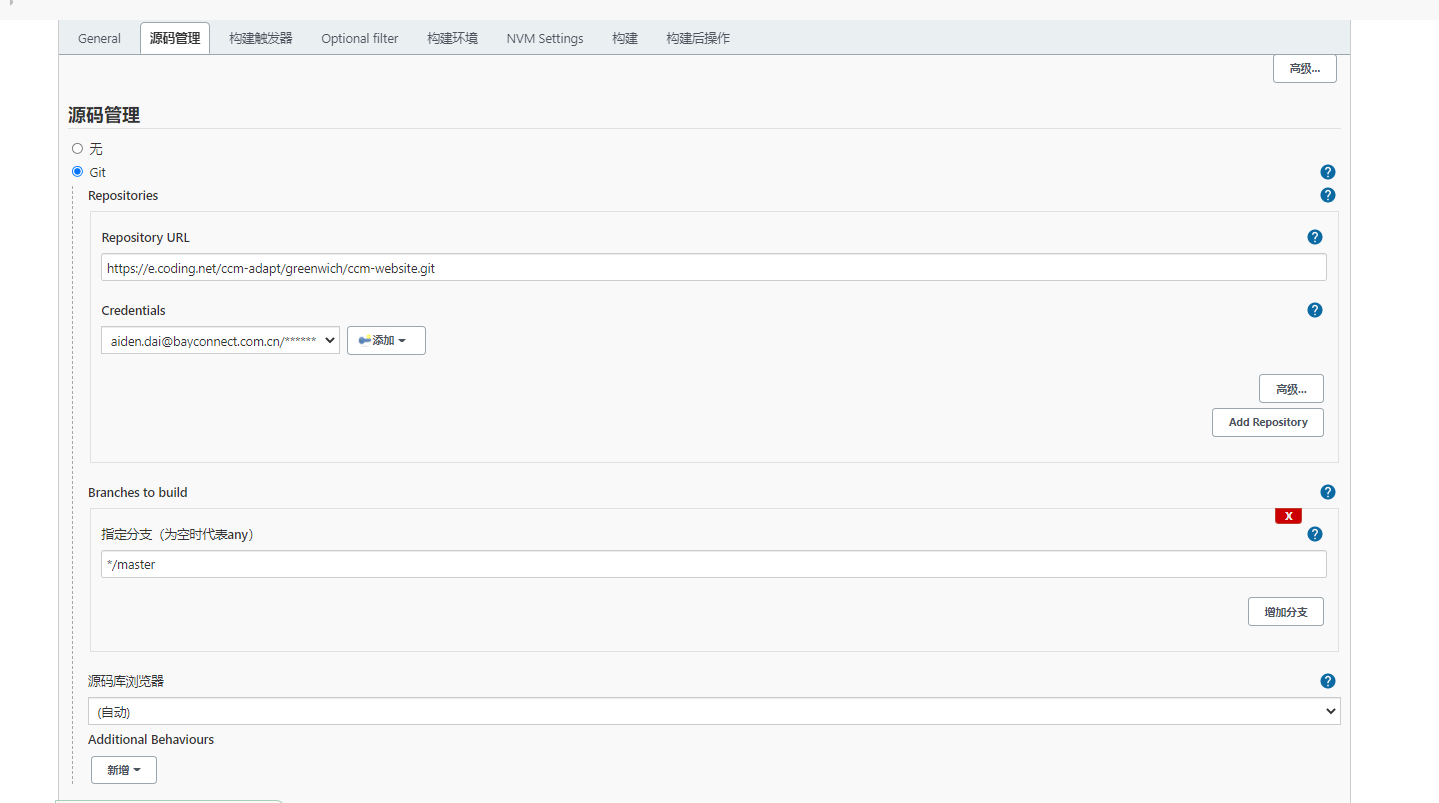 General 源码管理 构建触发器 Optional filter 构建环境 NVM Settings 构建 构建后操作
高级...
源码管理
无
Git
Repositories
Repository URL
https://e.coding.net/ccm-adapt/greenwich/ccm-website.git
Credentials
aiden.dai@bayconnect.com.cn/****** 添加
高级...
Add Repository
Branches to build
X
指定分支（为空时代表any）
*/master
增加分支
源码库浏览器
(自动)
Additional Behaviours
新增